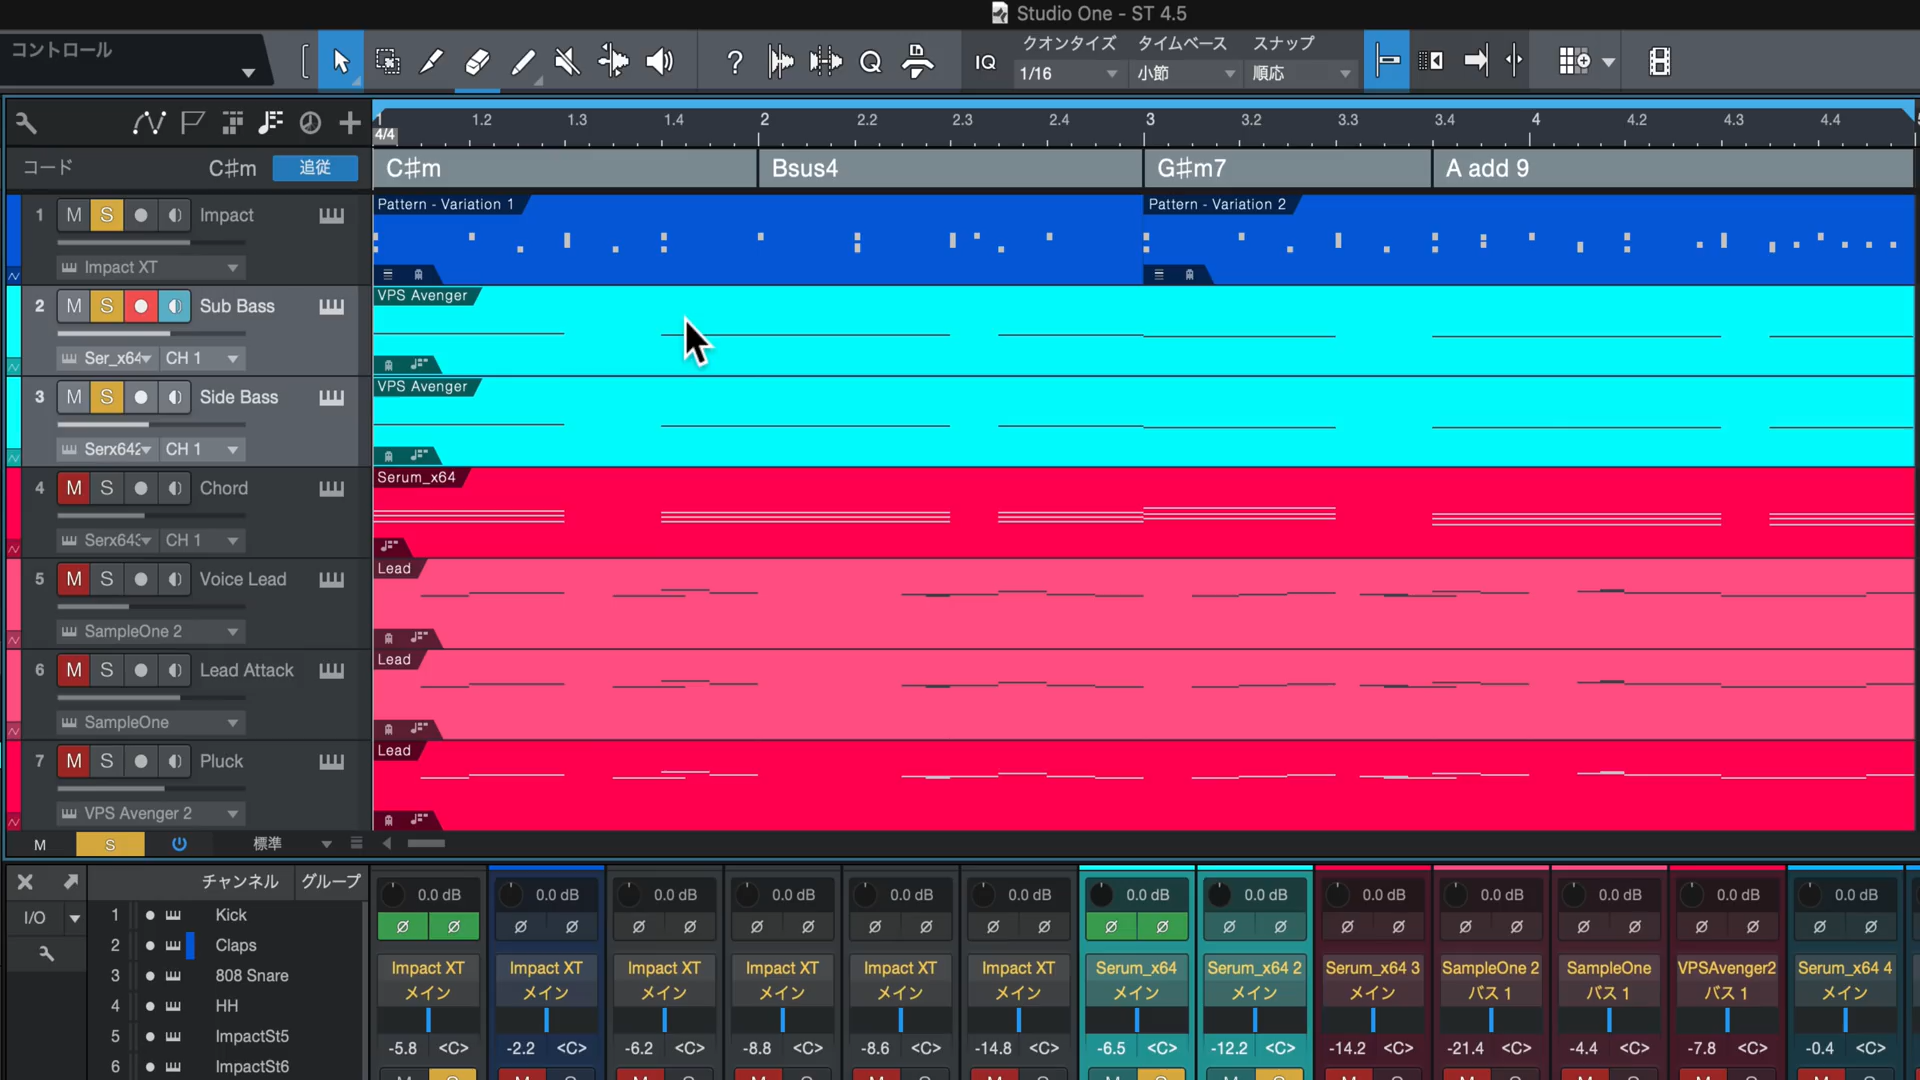 Studio One - ST 4.5
コントロール
クオンタイズ タイムベース スナップ
IQ 1/16 小節 順応
1 1.2 1.3 1.4 2 2.2 2.3 2.4 3 3.2 3.3 3.4 4 4.2 4.3 4.4
4/4
コード C♯m 追従 C♯m Bsus4 G♯m7 A add 9
1 M S Impact Pattern - Variation 1 Pattern - Variation 2
Impact XT
2 M S Sub Bass VPS Avenger
Ser_x64 CH 1
3 M S Side Bass VPS Avenger
Serx642 CH 1
4 M S Chord Serum_x64
Serx643 CH 1
5 M S Voice Lead Lead
SampleOne 2
6 M S Lead Attack Lead
SampleOne
7 M S Pluck Lead
VPS Avenger 2
M S 標準
チャンネル グループ
I/O
1 Kick
2 Claps
3 808 Snare
4 HH
5 ImpactSt5
6 ImpactSt6
0.0 dB 0.0 dB 0.0 dB 0.0 dB 0.0 dB 0.0 dB 0.0 dB 0.0 dB 0.0 dB 0.0 dB 0.0 dB 0.0 dB 0.0 dB
Impact XT Impact XT Impact XT Impact XT Impact XT Impact XT Serum_x64 Serum_x64 2 Serum_x64 3 SampleOne 2 SampleOne VPSAvenger2 Serum_x64 4
メイン メイン メイン メイン メイン メイン メイン メイン メイン バス 1 バス 1 バス 1 メイン
-5.8 <C> -2.2 <C> -6.2 <C> -8.8 <C> -8.6 <C> -14.8 <C> -6.5 <C> -12.2 <C> -14.2 <C> -21.4 <C> -4.4 <C> -7.8 <C> -0.4 <C>